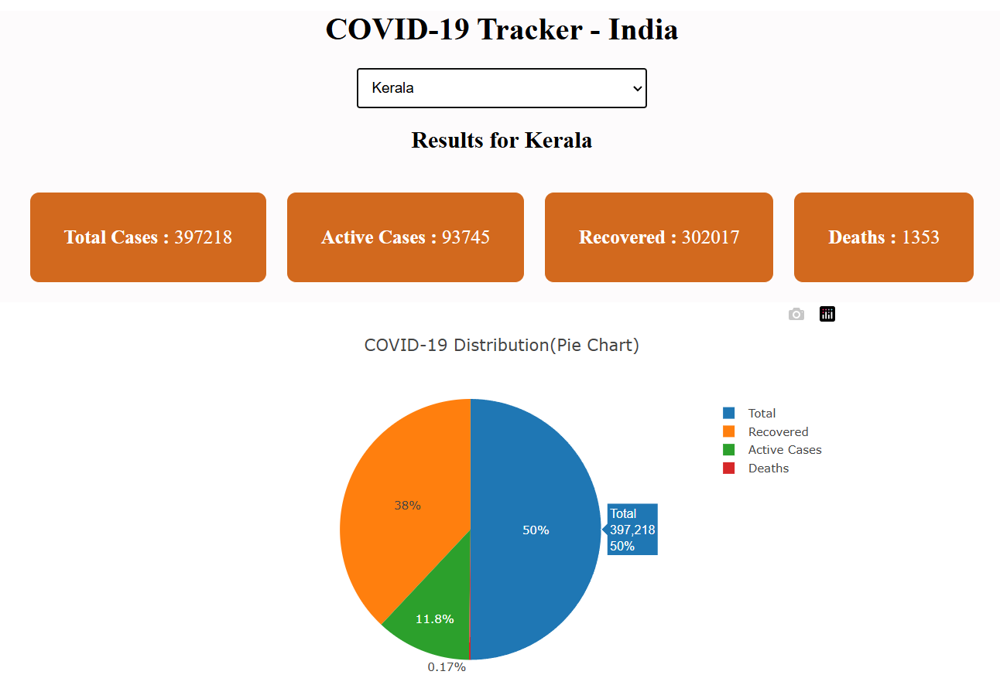 COVID-19 Tracker - India
Kerala
Results for Kerala
Total Cases : 397218
Active Cases : 93745
Recovered : 302017
Deaths : 1353
COVID-19 Distribution(Pie Chart)
Total
Recovered
Active Cases
Deaths
38%
50%
Total
397,218
50%
11.8%
0.17%